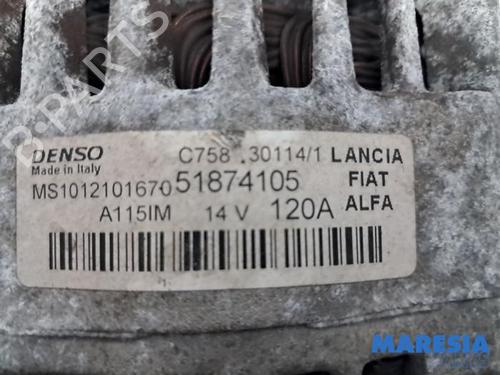 DENSO
Made in Italy
C758 .30114/1
LANCIA
MS1012101670
51874105
FIAT
A115IM
14 V
120A
ALFA
B-PARTS
MARESIA